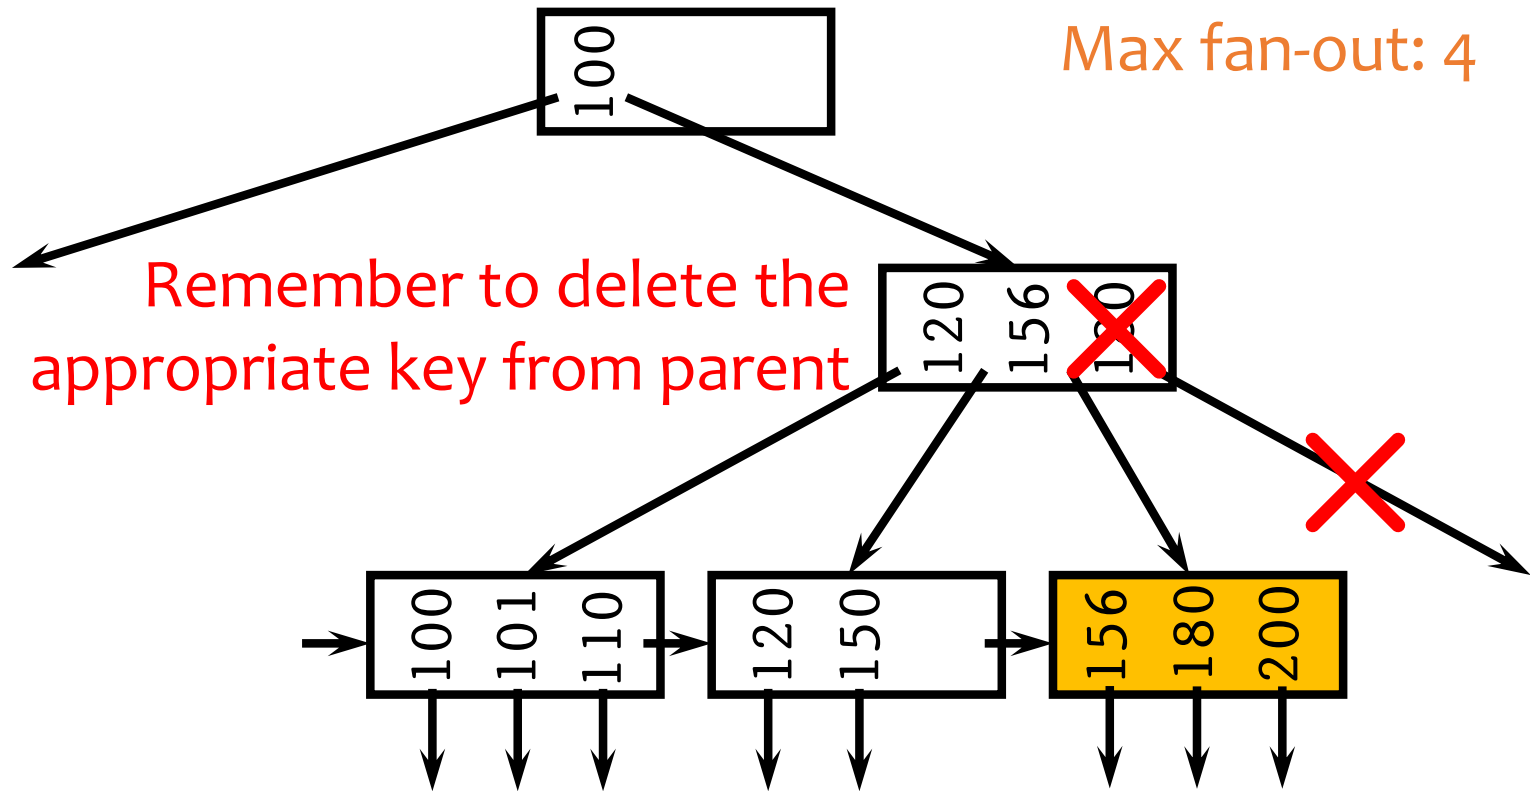 100
Max fan-out: 4
Remember to delete the
appropriate key from parent
120 156
100 101 110
120 150
156 180 200